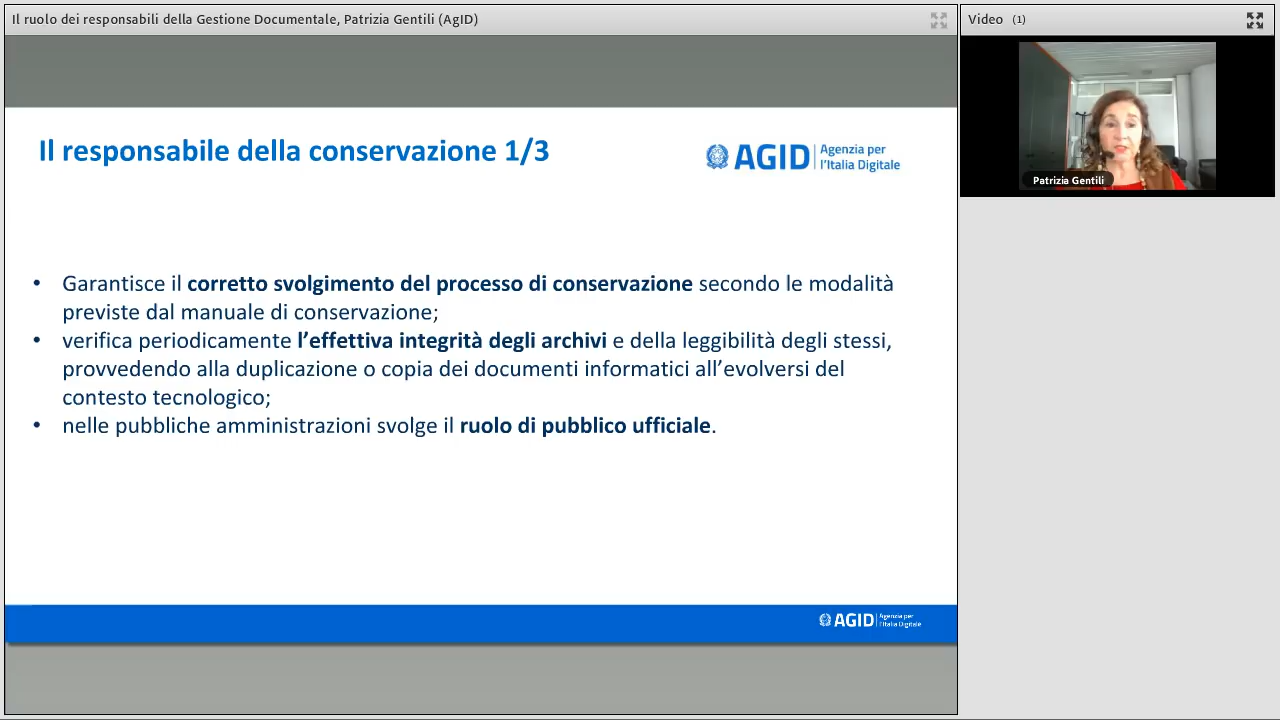 Il ruolo dei responsabili della Gestione Documentale, Patrizia Gentili (AgID)
Video (1)
Patrizia Gentili
Il responsabile della conservazione 1/3
AGID Agenzia per
l'Italia Digitale
• Garantisce il corretto svolgimento del processo di conservazione secondo le modalità
previste dal manuale di conservazione;
• verifica periodicamente l’effettiva integrità degli archivi e della leggibilità degli stessi,
provvedendo alla duplicazione o copia dei documenti informatici all’evolversi del
contesto tecnologico;
• nelle pubbliche amministrazioni svolge il ruolo di pubblico ufficiale.
AGID Agenzia per
l'Italia Digitale